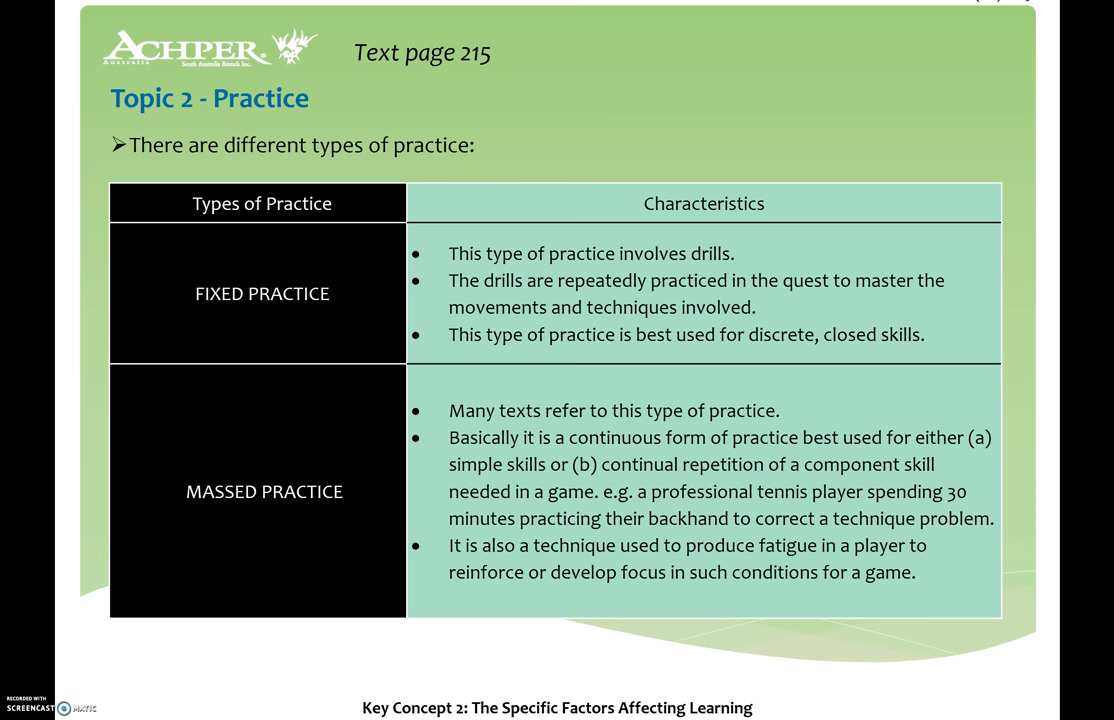 ACHPER
Australia
South Australia Branch Inc.
Text page 215
Topic 2 - Practice
➢There are different types of practice:
Types of Practice
Characteristics
FIXED PRACTICE
• This type of practice involves drills.
• The drills are repeatedly practiced in the quest to master the
movements and techniques involved.
• This type of practice is best used for discrete, closed skills.
MASSED PRACTICE
• Many texts refer to this type of practice.
• Basically it is a continuous form of practice best used for either (a)
simple skills or (b) continual repetition of a component skill
needed in a game. e.g. a professional tennis player spending 30
minutes practicing their backhand to correct a technique problem.
• It is also a technique used to produce fatigue in a player to
reinforce or develop focus in such conditions for a game.
RECORDED WITH
SCREENCAST MATIC
Key Concept 2: The Specific Factors Affecting Learning